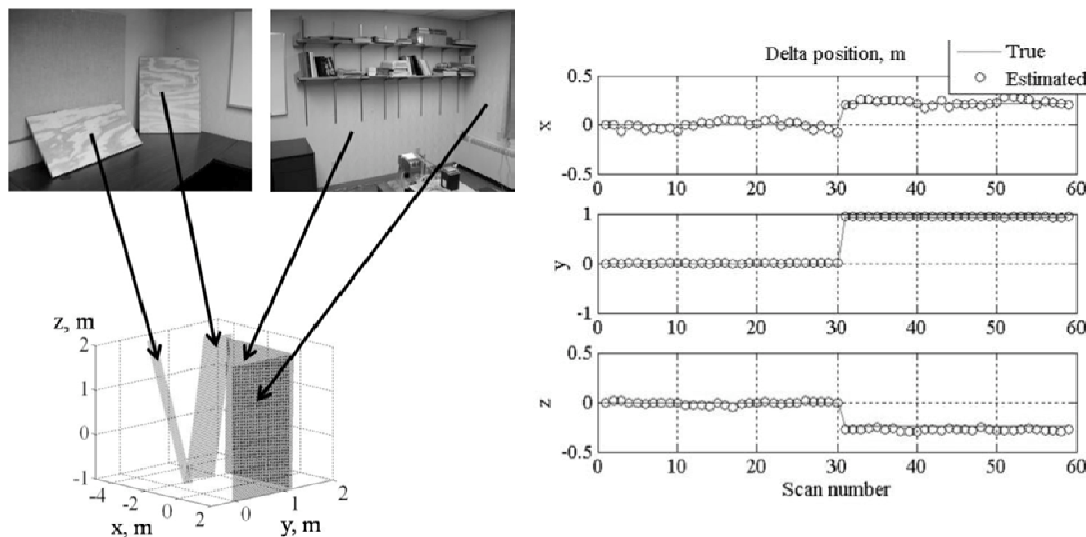 Delta position, m
True
Estimated
0.5
x
0
-0.5
0 10 20 30 40 50 60
1
y
0
-1
0 10 20 30 40 50 60
0.5
z
0
-0.5
0 10 20 30 40 50 60
Scan number
z, m
2
1
0
-1
-4 -2 0 2
x, m
0 1 2
y, m